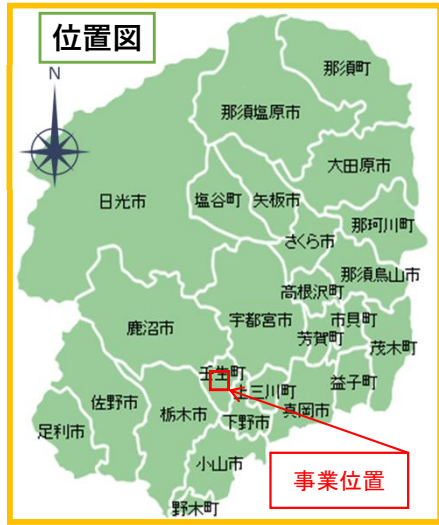 位置図
N
那須町
那須塩原市
大田原市
日光市
塩谷町
矢板市
那珂川町
さくら市
那須烏山市
高根沢町
鹿沼市
宇都宮市
市貝町
芳賀町
茂木町
壬生町
上三川町
益子町
佐野市
栃木市
真岡市
足利市
下野市
小山市
事業位置
野木町